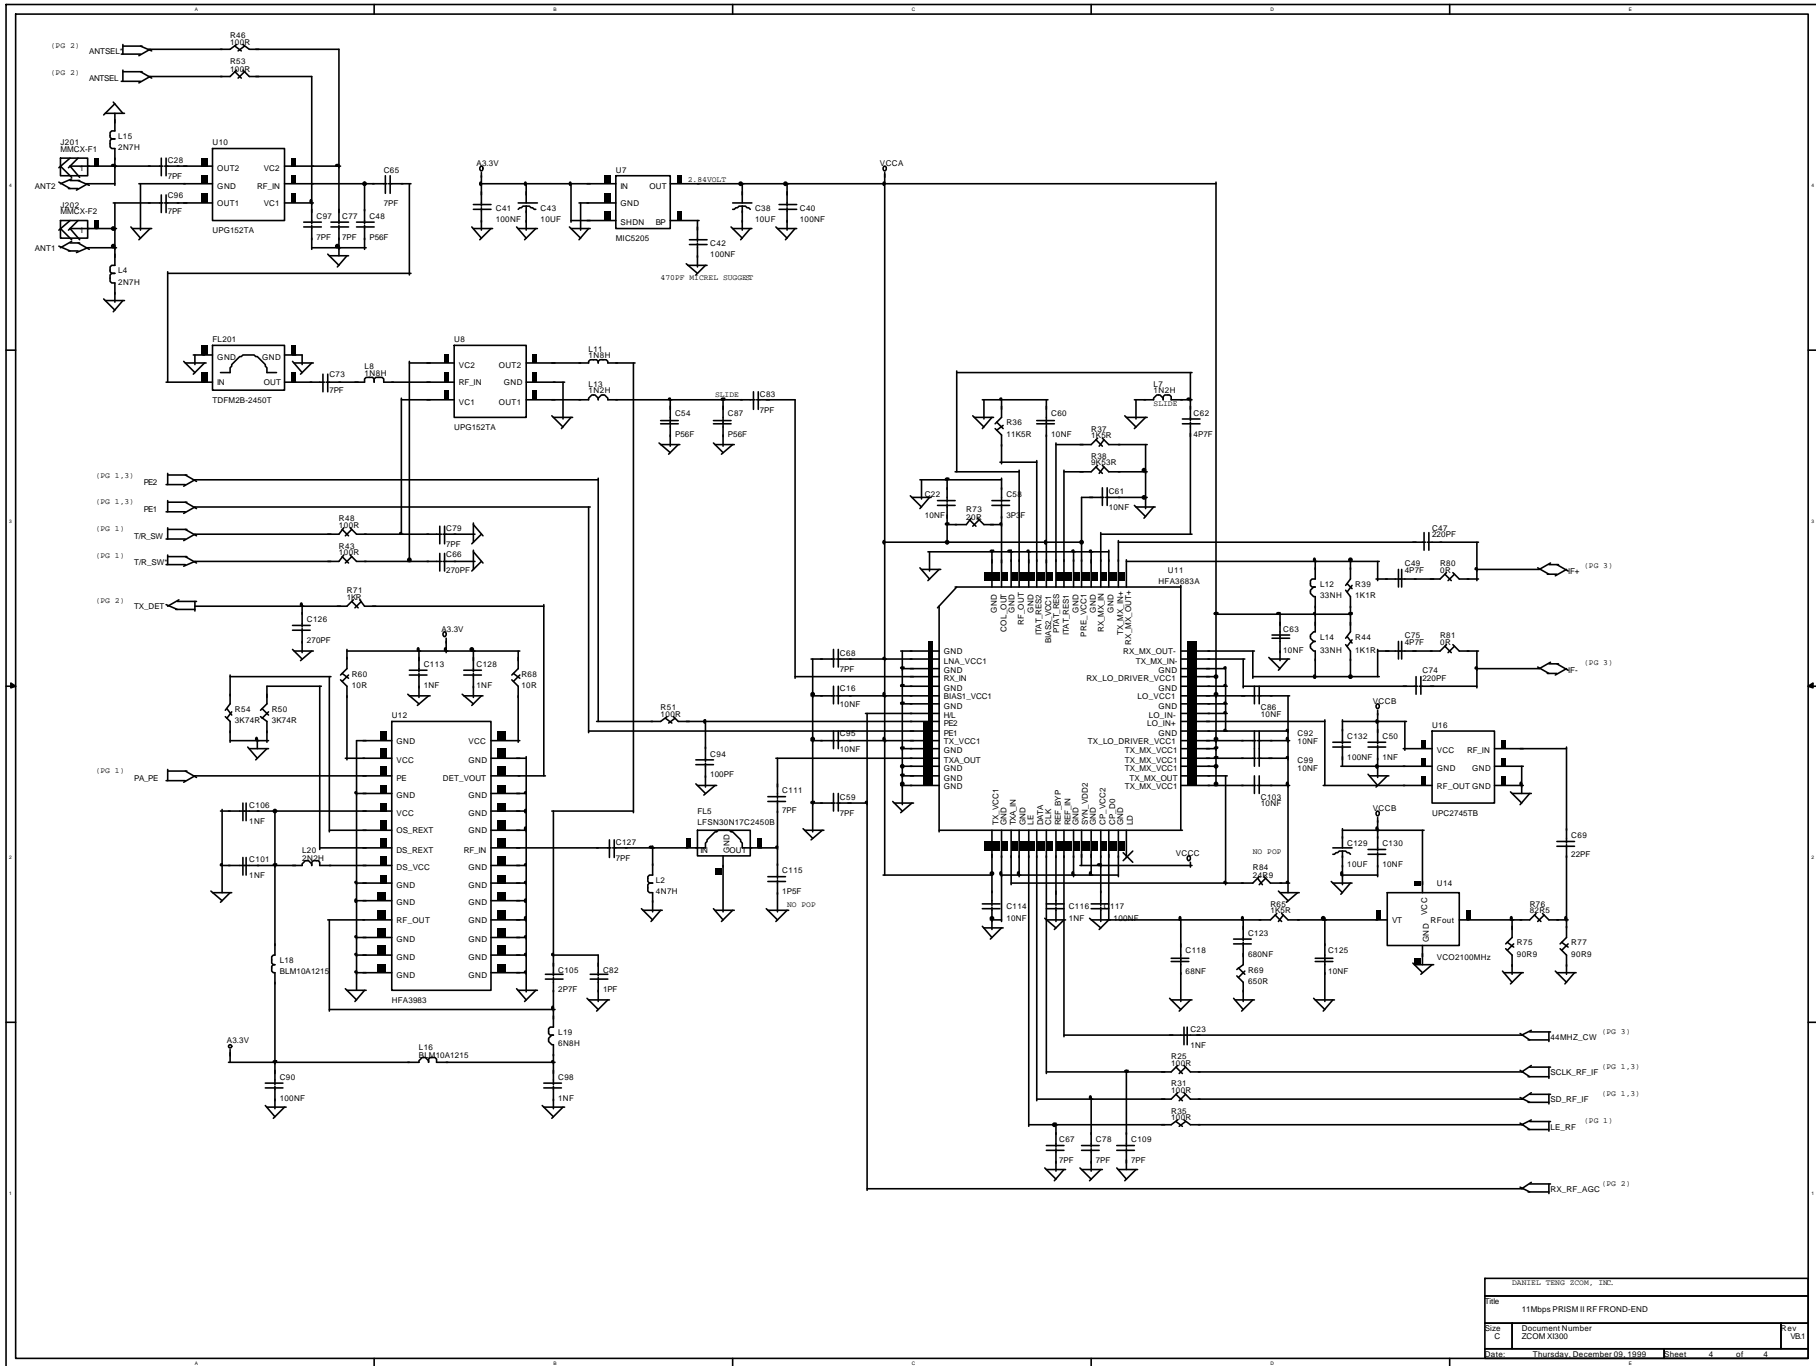 A
B
C
D
E
(PG 2)
ANTSEL
R46
100R
(PG 2)
ANTSEL
R53
100R
J201
MMCX-F1
1
ANT2
L15
2N7H
J202
MMCX-F2
1
ANT1
L4
2N7H
C28
7PF
C96
7PF
U10
OUT2
GND
OUT1
VC2
RF_IN
VC1
UPG152TA
C65
7PF
C97
7PF
C77
7PF
C48
P56F
A3.3V
C41
100NF
C43
10UF
U7
IN
GND
SHDN
OUT
BP
MIC5205
2.84VOLT
C42
100NF
470PF MICREL SUGGET
C38
10UF
C40
100NF
VCCA
FL201
GND
GND
IN
OUT
TDFM2B-2450T
C73
7PF
L8
1N8H
U8
VC2
RF_IN
VC1
OUT2
GND
OUT1
UPG152TA
L11
1N8H
L13
1N2H
C54
P56F
SLIDE
C87
P56F
C83
7PF
(PG 1,3)
PE2
(PG 1,3)
PE1
(PG 1)
T/R_SW
R48
100R
C79
7PF
(PG 1)
T/R_SW
R43
100R
C66
270PF
(PG 2)
TX_DET
R71
1KR
C126
270PF
A3.3V
R60
10R
C113
1NF
C128
1NF
R68
10R
R54
3K74R
R50
3K74R
(PG 1)
PA_PE
C106
1NF
C101
1NF
L20
2N2H
L18
BLM10A1215
U12
GND
VCC
PE
GND
VCC
OS_REXT
DS_REXT
DS_VCC
GND
GND
RF_OUT
GND
GND
GND
VCC
GND
DET_VOUT
GND
GND
GND
RF_IN
GND
GND
GND
GND
GND
GND
GND
HFA3983
A3.3V
C90
100NF
L16
BLM10A1215
C105
2P7F
C82
1PF
L19
6N8H
C98
1NF
C127
7PF
L2
4N7H
FL5
LFSN30N17C2450B
IN
GND
OUT
C111
7PF
C115
1P5F
NO POP
R51
100R
C94
100PF
C68
7PF
C16
10NF
C95
10NF
C59
7PF
R36
11K5R
C60
10NF
R37
1K5R
R38
9K53R
C61
10NF
L7
1N2H
SLIDE
C62
4P7F
C22
10NF
R73
20R
C58
3P3F
U11
HFA3683A
GND
COL_OUT
GND
RF_OUT
GND
ITAT_RES2
BIAS2_VCC1
PTAT_RES
ITAT_RES1
GND
PRE_VCC1
GND
RX_MX_IN
GND
TX_MX_IN+
RX_MX_OUT+
GND
LNA_VCC1
GND
RX_IN
GND
BIAS1_VCC1
GND
H/L
PE2
PE1
TX_VCC1
GND
TXA_OUT
GND
GND
GND
RX_MX_OUT-
TX_MX_IN-
GND
RX_LO_DRIVER_VCC1
GND
LO_VCC1
GND
LO_IN-
LO_IN+
GND
TX_LO_DRIVER_VCC1
TX_MX_VCC1
TX_MX_VCC1
TX_MX_VCC1
TX_MX_OUT
TX_MX_VCC1
TX_VCC1
GND
TXA_IN
GND
LE
DATA
CLK
REF_BYP
REF_IN
GND
SYN_VDD2
GND
CP_VCC2
CP_D0
GND
LD
VCCC
C47
220PF
L12
33NH
R39
1K1R
C49
4P7F
R80
0R
IF+
(PG 3)
C63
10NF
L14
33NH
R44
1K1R
C75
4P7F
R81
0R
C74
220PF
IF-
(PG 3)
C86
10NF
C92
10NF
C99
10NF
C103
10NF
VCCB
C132
100NF
C50
1NF
U16
VCC
GND
RF_OUT
RF_IN
GND
GND
UPC2745TB
NO POP
R84
24R9
VCCB
C129
10UF
C130
10NF
C69
22PF
C114
10NF
C116
1NF
C117
100NF
C118
68NF
C123
680NF
R69
650R
R65
1K5R
C125
10NF
U14
VT
VCC
GND
RFout
VCO2100MHz
R76
82R5
R75
90R9
R77
90R9
C23
1NF
44MHZ_CW
(PG 3)
R25
100R
SCLK_RF_IF
(PG 1,3)
R31
100R
SD_RF_IF
(PG 1,3)
R35
100R
LE_RF
(PG 1)
C67
7PF
C78
7PF
C109
7PF
RX_RF_AGC
(PG 2)
DANIEL TENG ZCOM, INC.
Title
11Mbps PRISM II RF FROND-END
Size
C
Document Number
ZCOM XI300
Rev
VB.1
Date:
Thursday, December 09, 1999
Sheet
4 of 4
A
B
C
D
E